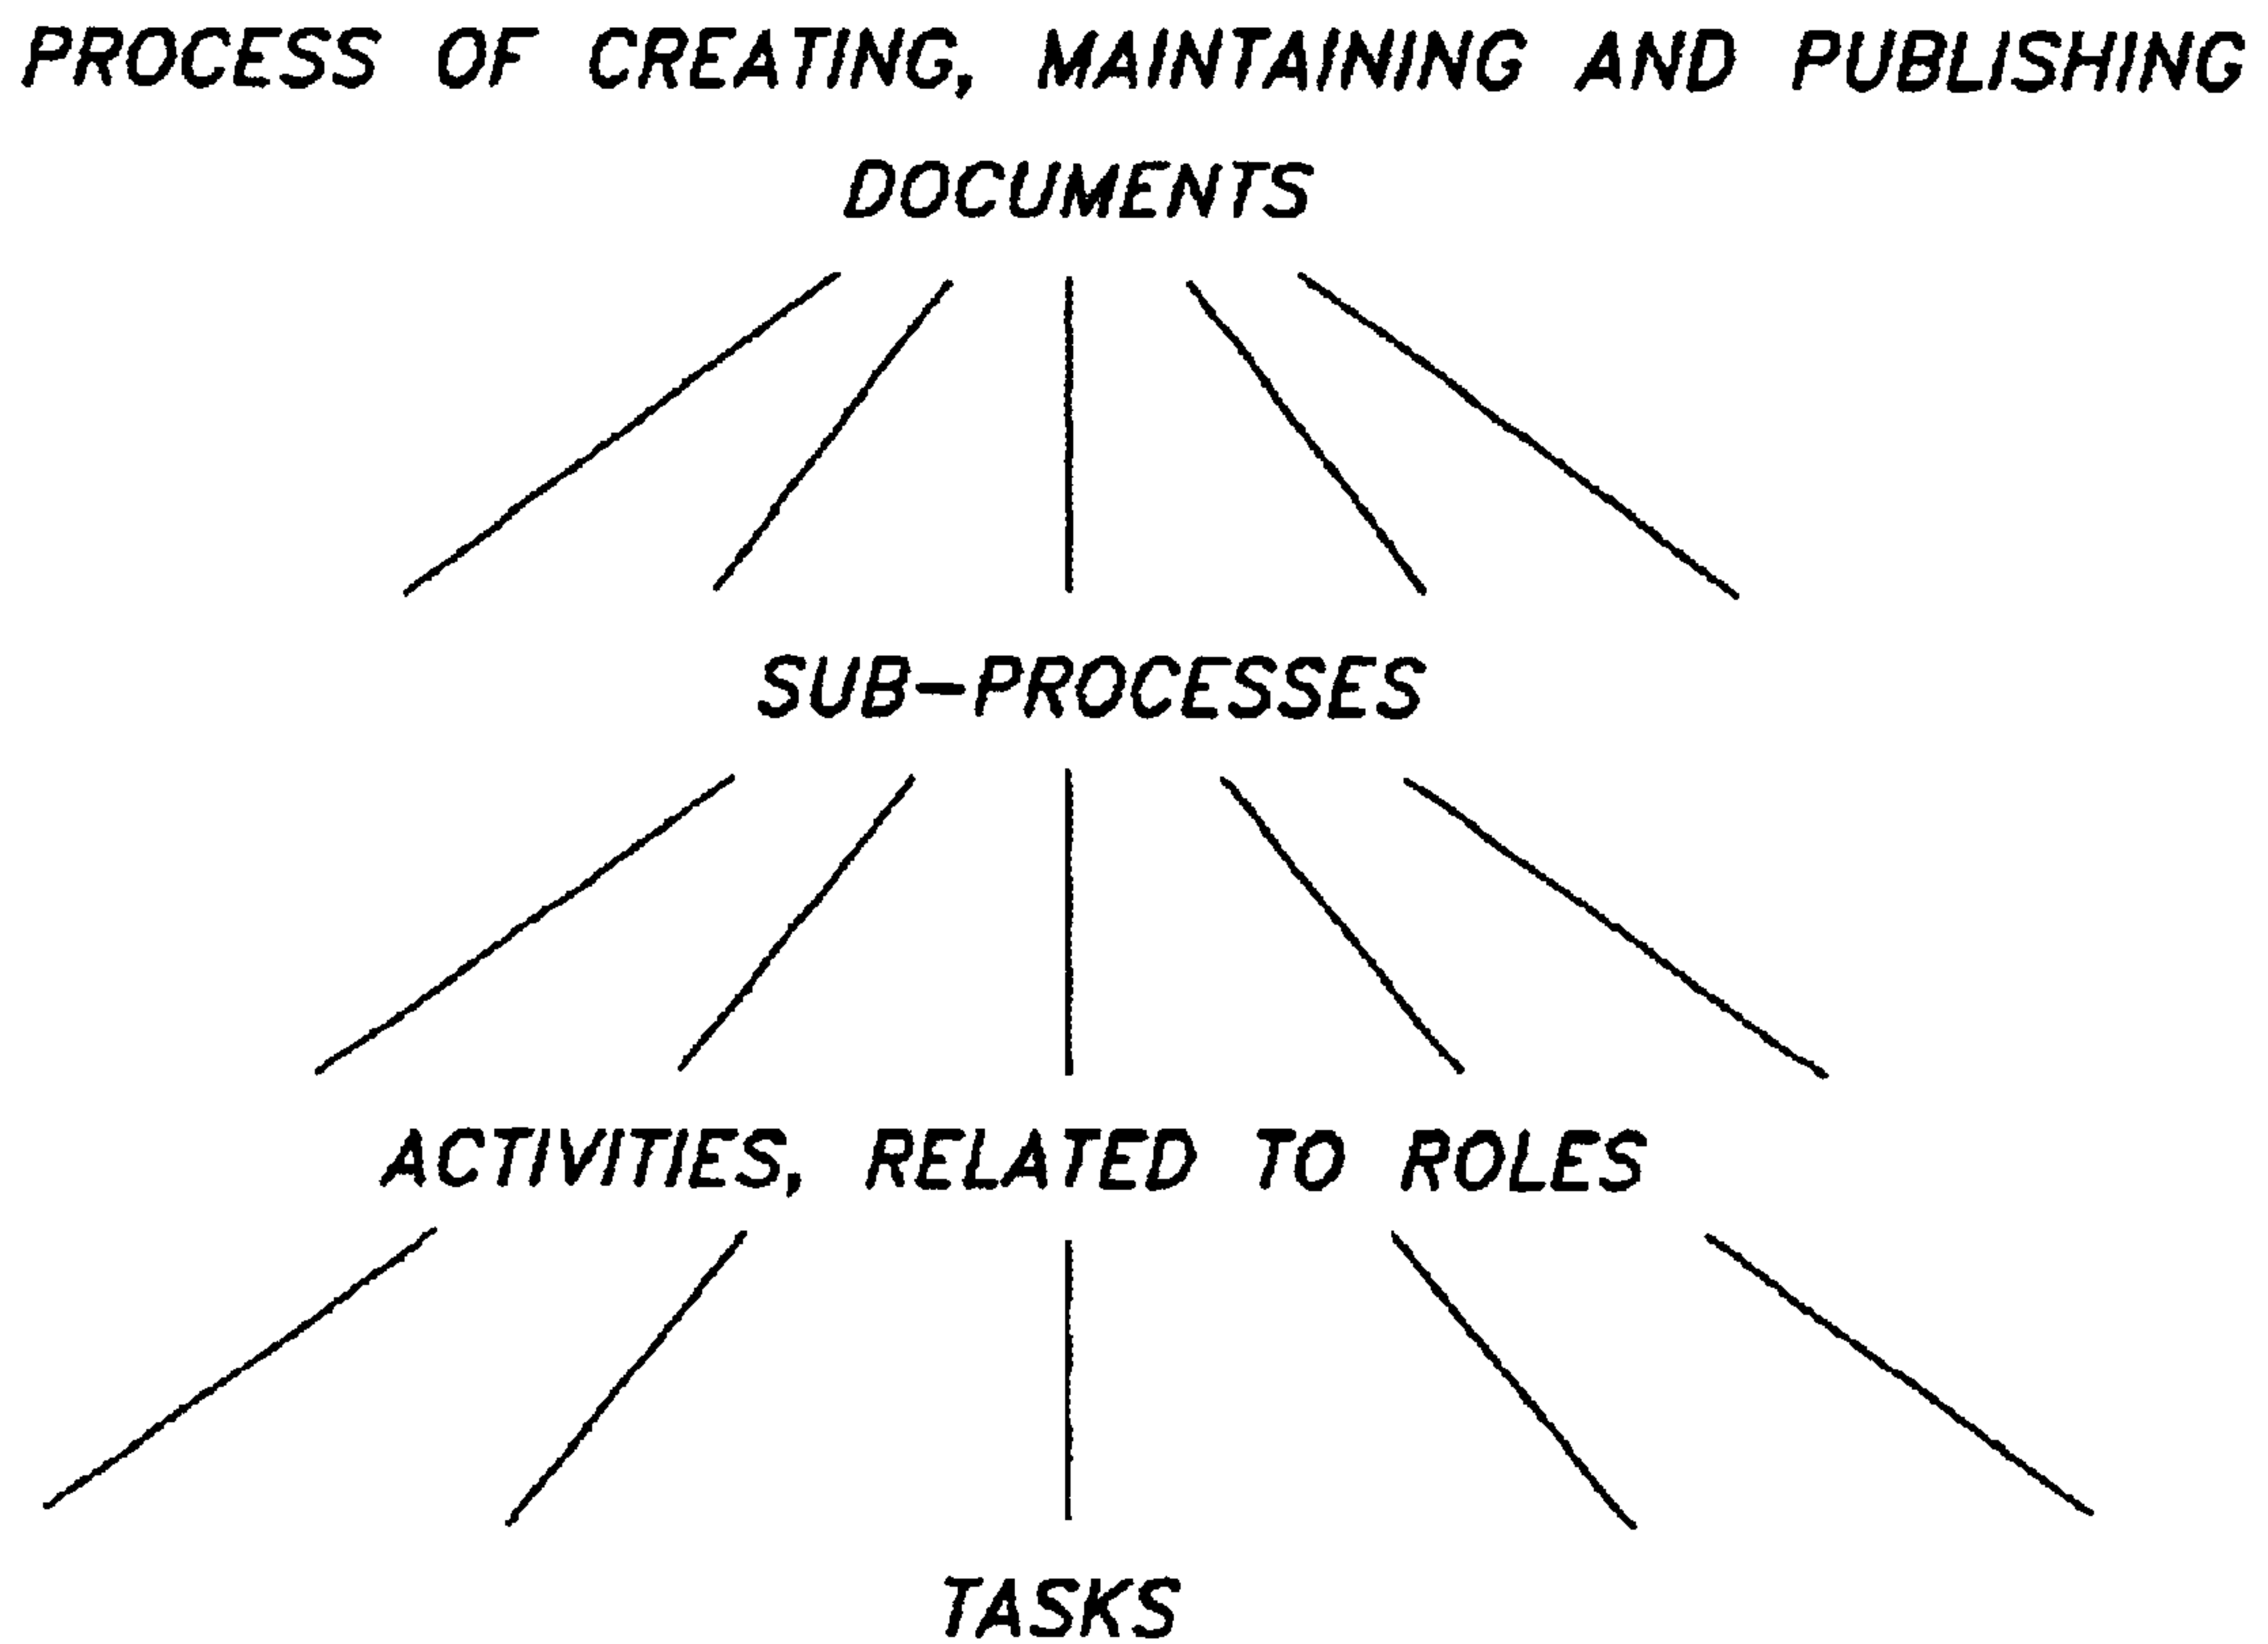 PROCESS OF CREATING, MAINTAINING AND PUBLISHING
DOCUMENTS
SUB-PROCESSES
ACTIVITIES, RELATED TO ROLES
TASKS